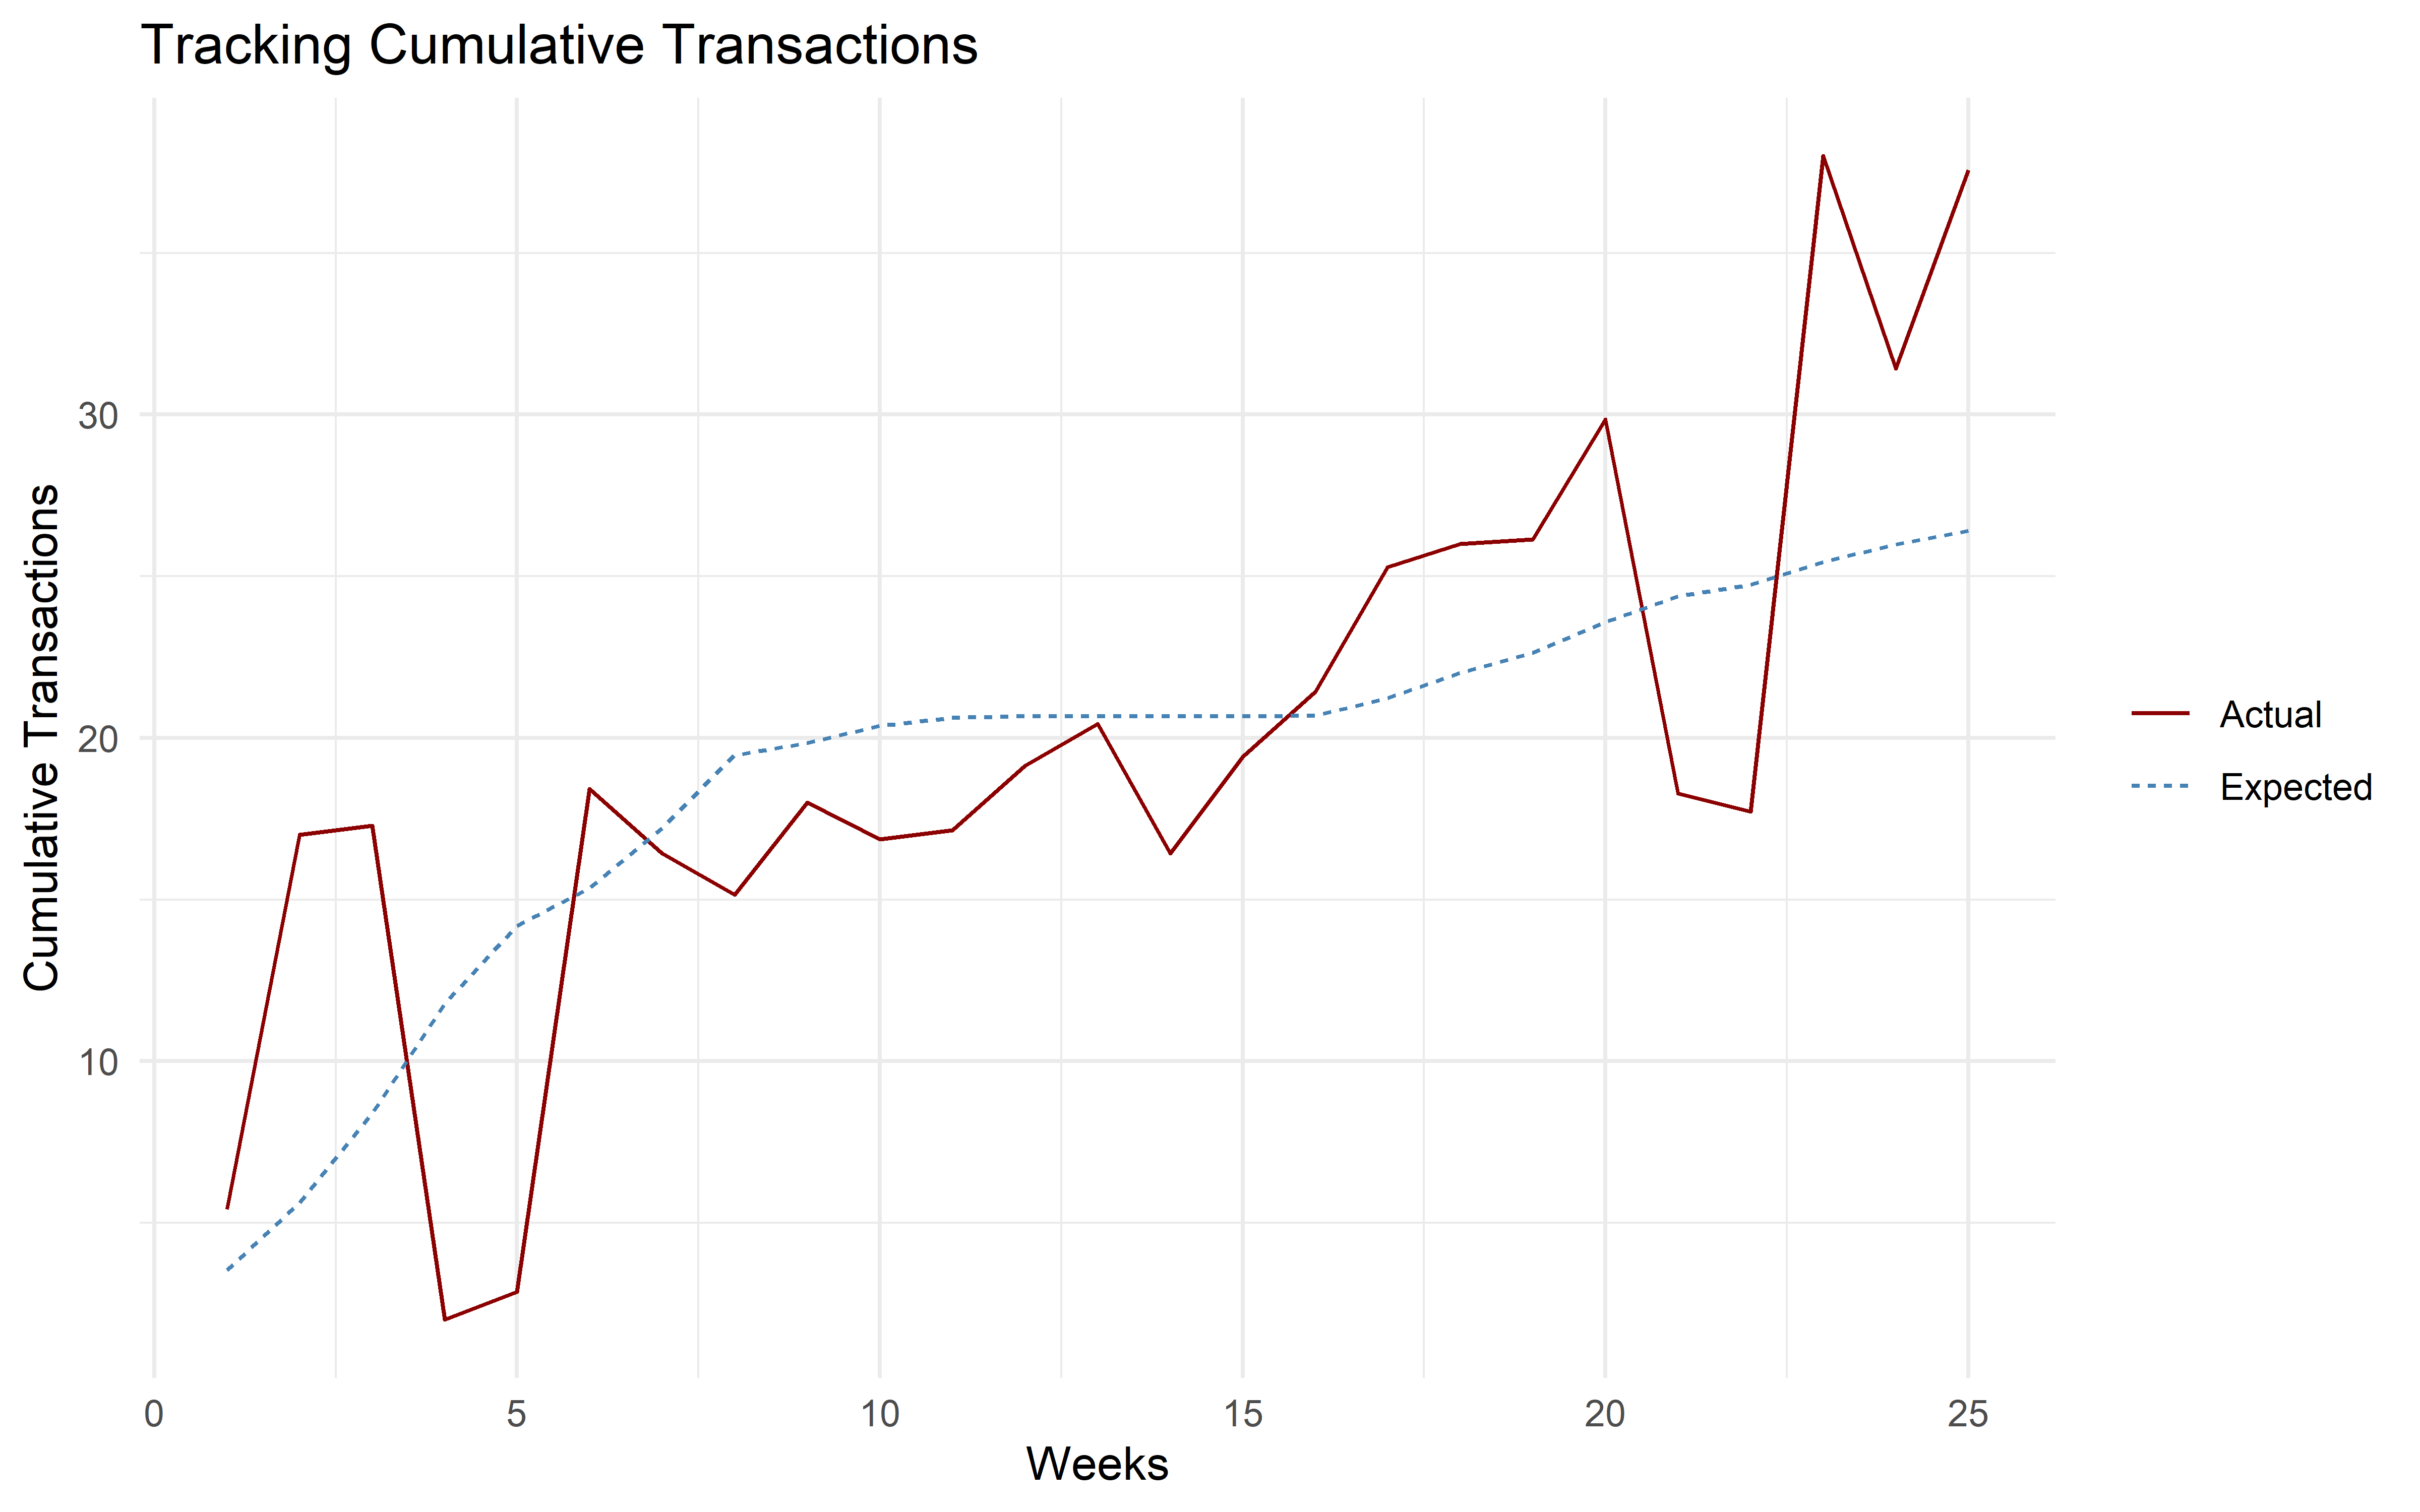 Tracking Cumulative Transactions
Cumulative Transactions
30
20
10
0 5 10 15 20 25
Weeks
Actual
Expected